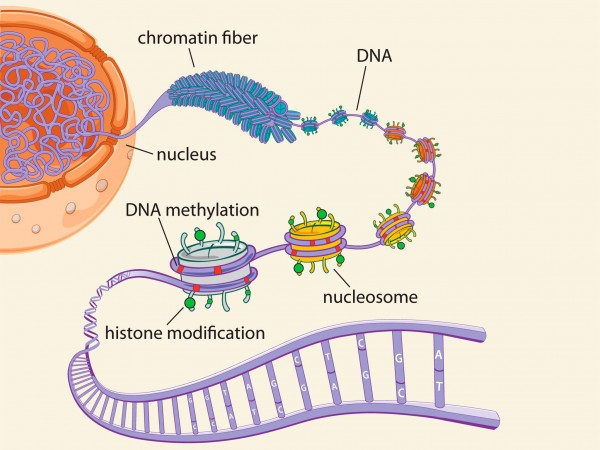 chromatin fiber
DNA
nucleus
DNA methylation
nucleosome
histone modification
A
T
G
C
C
G
T
A
C
G
G
C
A
T